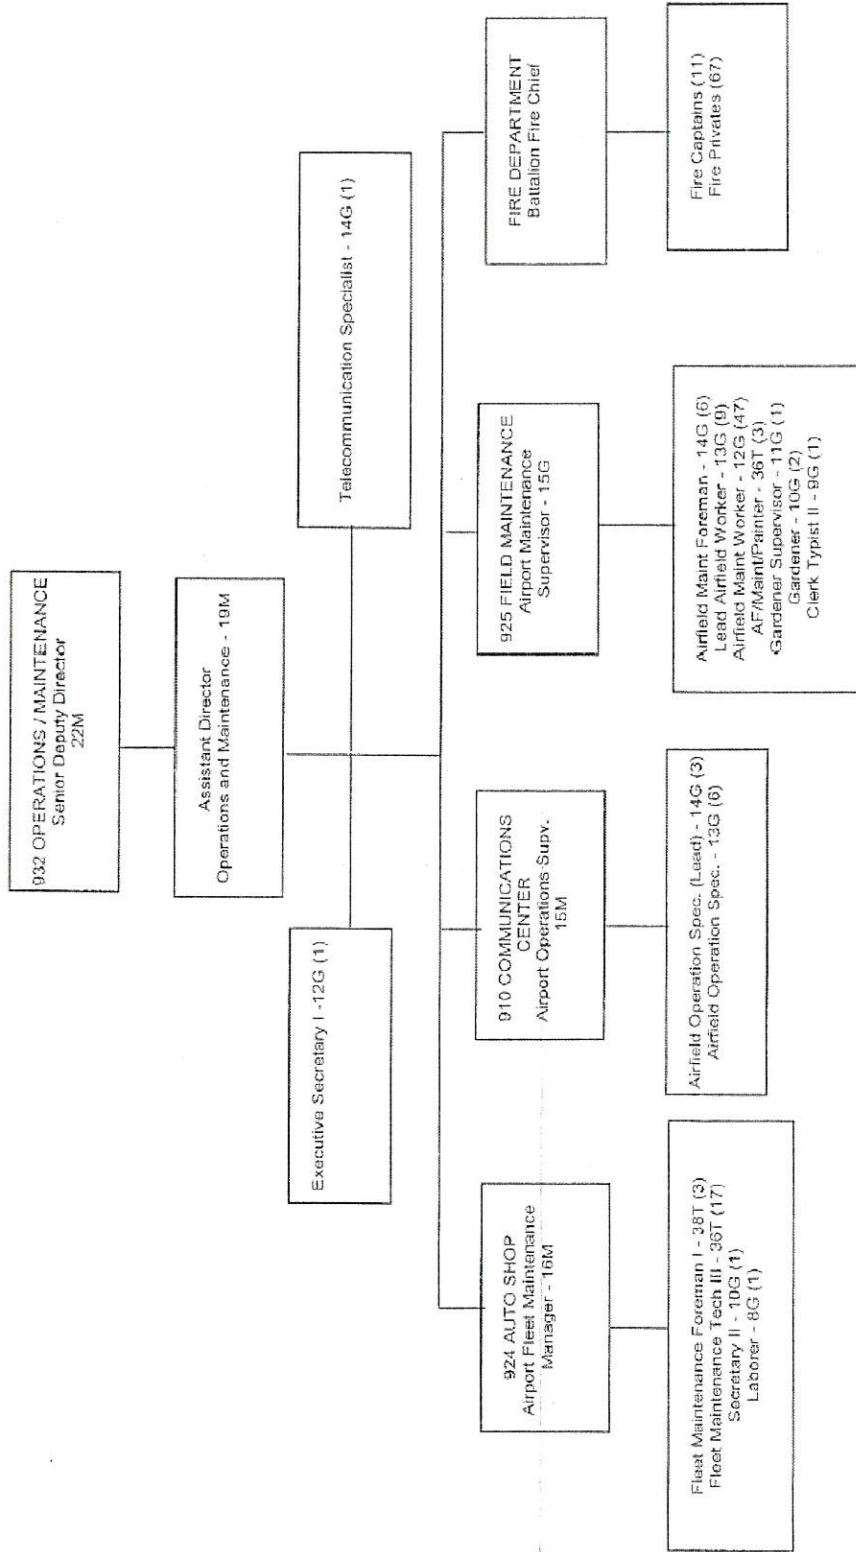 932 OPERATIONS / MAINTENANCE
Senior Deputy Director
22M
Assistant Director
Operations and Maintenance - 19M
Executive Secretary I -12G (1)
Telecommunication Specialist - 14G (1)
924 AUTO SHOP
Airport Fleet Maintenance
Manager - 16M
910 COMMUNICATIONS
CENTER
Airport Operations Supv.
15M
925 FIELD MAINTENANCE
Airport Maintenance
Supervisor - 15G
FIRE DEPARTMENT
Battalion Fire Chief
Fleet Maintenance Foreman I - 38T (3)
Fleet Maintenance Tech III - 36T (17)
Secretary II - 10G (1)
Laborer - 8G (1)
Airfield Operation Spec. (Lead) - 14G (3)
Airfield Operation Spec. - 13G (6)
Airfield Maint Foreman - 14G (6)
Lead Airfield Worker - 13G (9)
Airfield Maint Worker - 12G (47)
AF/Maint/Painter - 36T (3)
Gardener Supervisor - 11G (1)
Gardener - 10G (2)
Clerk Typist II - 9G (1)
Fire Captains (11)
Fire Privates (67)